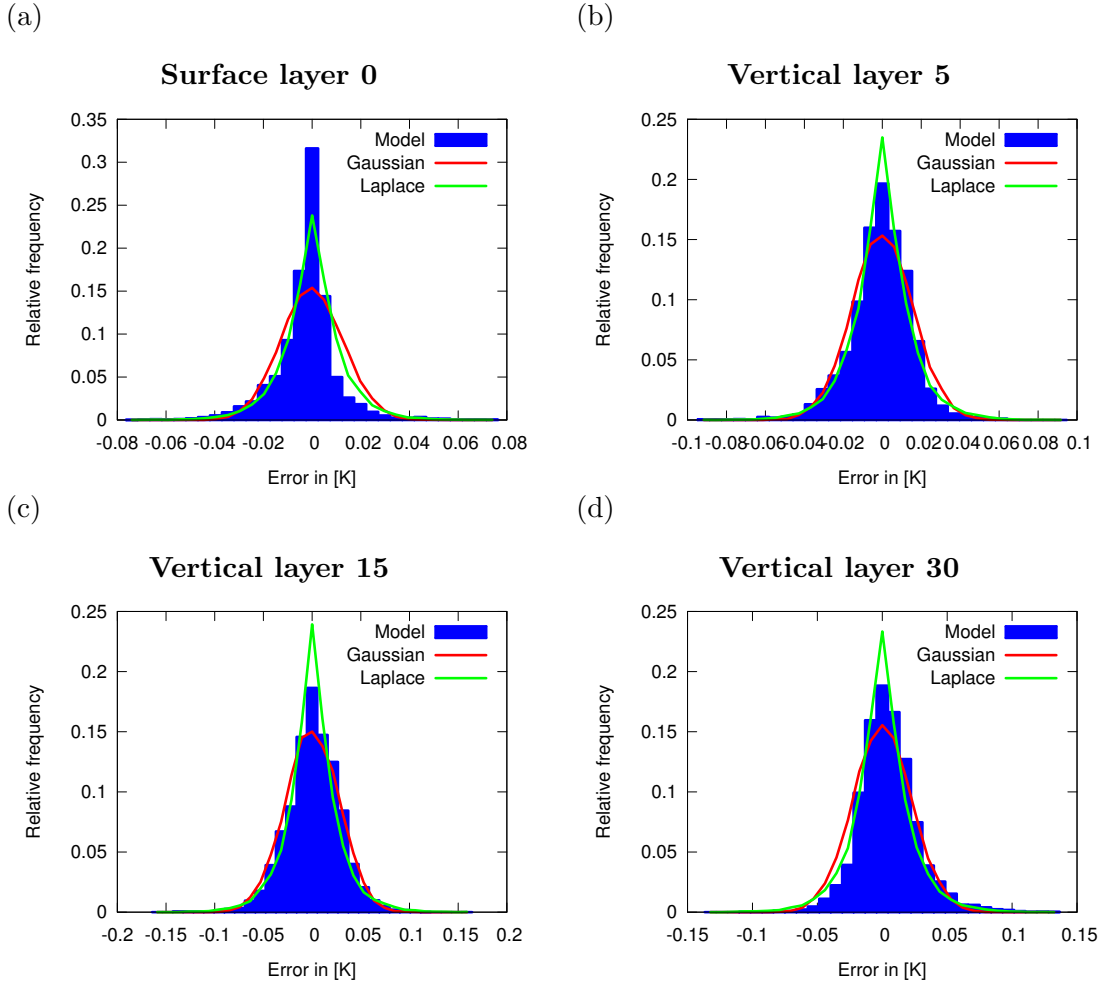 (a)
Surface layer 0
0.35
0.3
0.25
0.2
0.15
0.1
0.05
0
-0.08 -0.06 -0.04 -0.02 0 0.02 0.04 0.06 0.08
Relative frequency
Error in [K]
Model
Gaussian
Laplace
(b)
Vertical layer 5
0.25
0.2
0.15
0.1
0.05
0
-0.1 -0.08 -0.06 -0.04 -0.02 0 0.02 0.04 0.06 0.08 0.1
Relative frequency
Error in [K]
Model
Gaussian
Laplace
(c)
Vertical layer 15
0.25
0.2
0.15
0.1
0.05
0
-0.2 -0.15 -0.1 -0.05 0 0.05 0.1 0.15 0.2
Relative frequency
Error in [K]
Model
Gaussian
Laplace
(d)
Vertical layer 30
0.25
0.2
0.15
0.1
0.05
0
-0.15 -0.1 -0.05 0 0.05 0.1 0.15
Relative frequency
Error in [K]
Model
Gaussian
Laplace